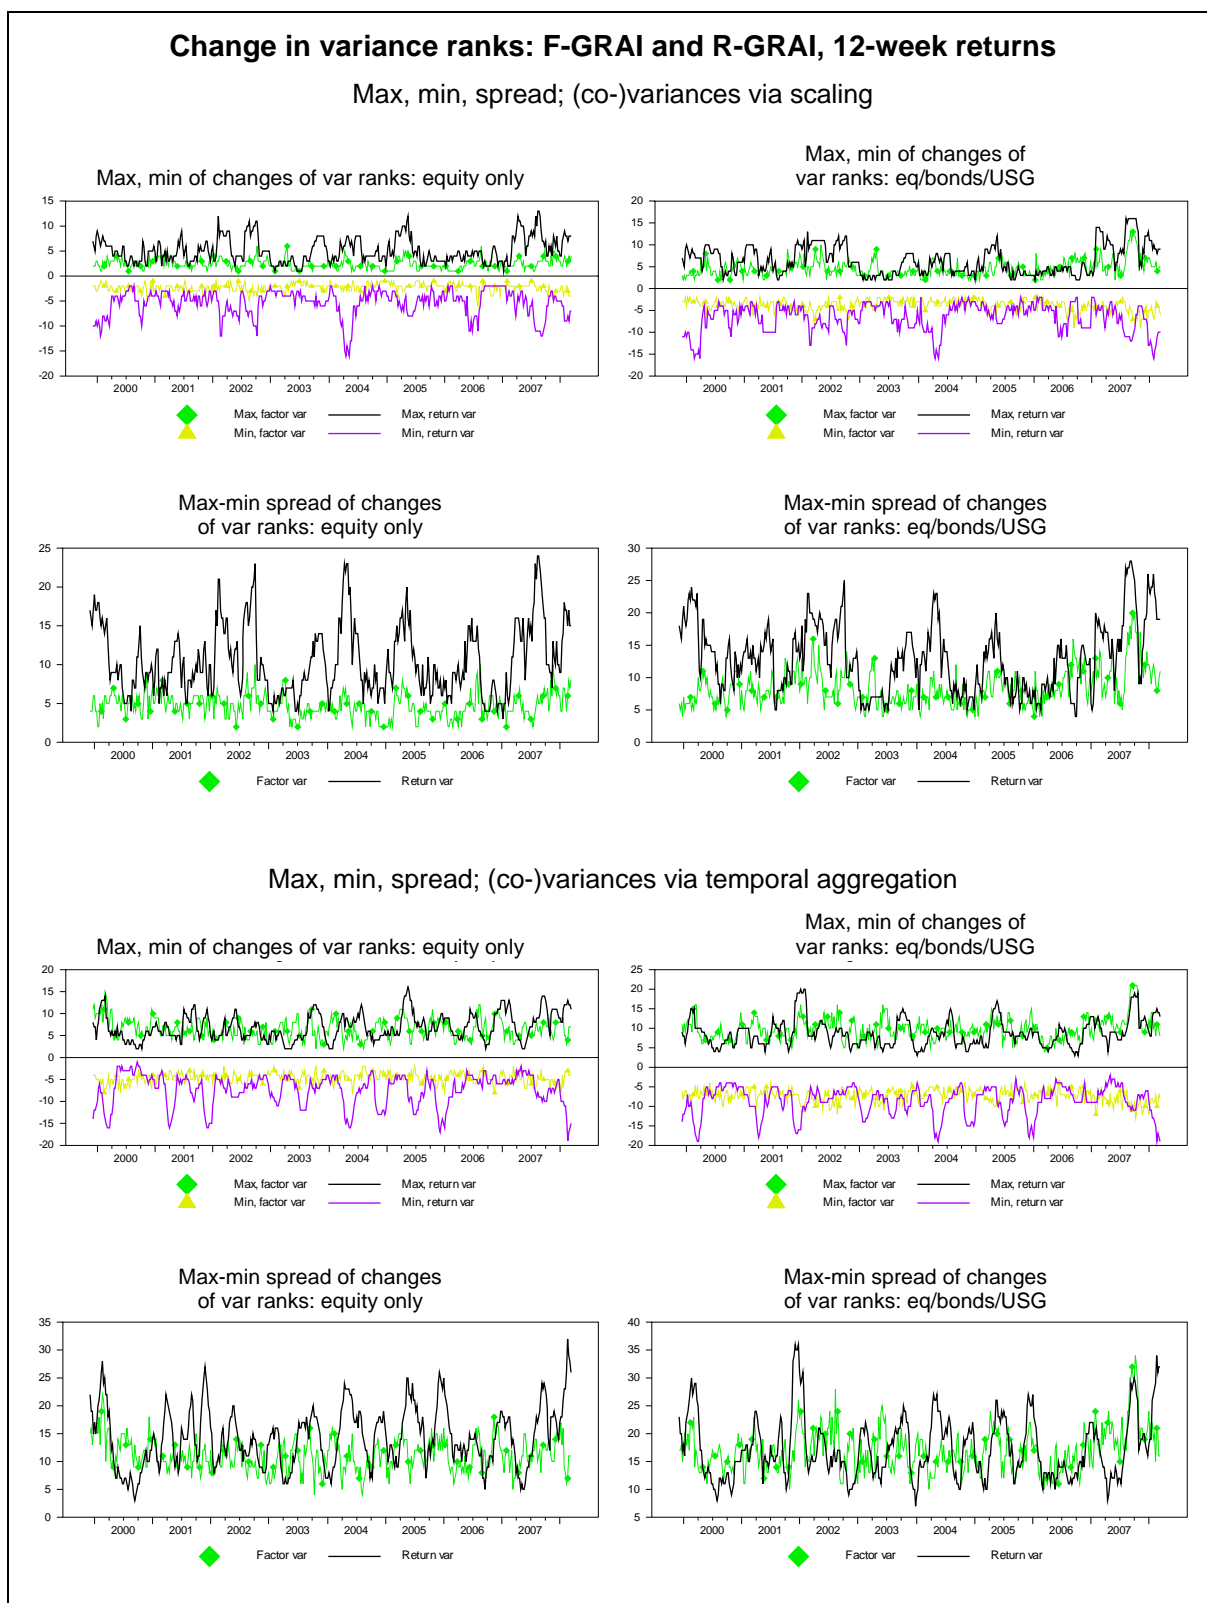 Change in variance ranks: F-GRAI and R-GRAI, 12-week returns
Max, min, spread; (co-)variances via scaling
Max, min of changes of var ranks: equity only
15
10
5
0
-5
-10
-15
-20
2000 2001 2002 2003 2004 2005 2006 2007
Max, factor var Max, return var
Min, factor var Min, return var
Max, min of changes of
var ranks: eq/bonds/USG
20
15
10
5
0
-5
-10
-15
-20
2000 2001 2002 2003 2004 2005 2006 2007
Max, factor var Max, return var
Min, factor var Min, return var
Max-min spread of changes
of var ranks: equity only
25
20
15
10
5
0
2000 2001 2002 2003 2004 2005 2006 2007
Factor var Return var
Max-min spread of changes
of var ranks: eq/bonds/USG
30
25
20
15
10
5
0
2000 2001 2002 2003 2004 2005 2006 2007
Factor var Return var
Max, min, spread; (co-)variances via temporal aggregation
Max, min of changes of var ranks: equity only
20
15
10
5
0
-5
-10
-15
-20
2000 2001 2002 2003 2004 2005 2006 2007
Max, factor var Max, return var
Min, factor var Min, return var
Max, min of changes of
var ranks: eq/bonds/USG
25
20
15
10
5
0
-5
-10
-15
-20
2000 2001 2002 2003 2004 2005 2006 2007
Max, factor var Max, return var
Min, factor var Min, return var
Max-min spread of changes
of var ranks: equity only
35
30
25
20
15
10
5
0
2000 2001 2002 2003 2004 2005 2006 2007
Factor var Return var
Max-min spread of changes
of var ranks: eq/bonds/USG
40
35
30
25
20
15
10
5
2000 2001 2002 2003 2004 2005 2006 2007
Factor var Return var